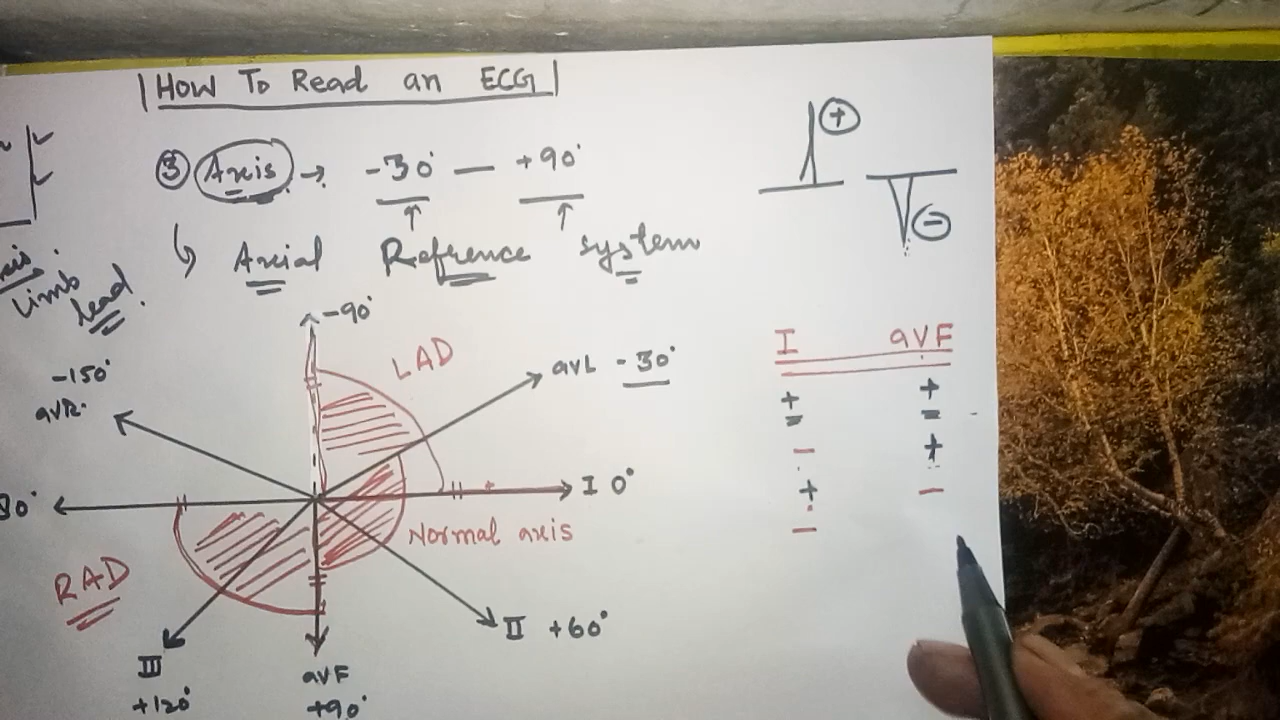 How To Read an ECG
③ Axis → -30° — +90°
Axial Refrence system
limb
lead.
+
-
-90°
LAD
avL -30°
-150°
avR.
I 0°
Normal axis
RAD
II +60°
III
+120°
avF
+90°
I avF
+ +
- +
+ -
-